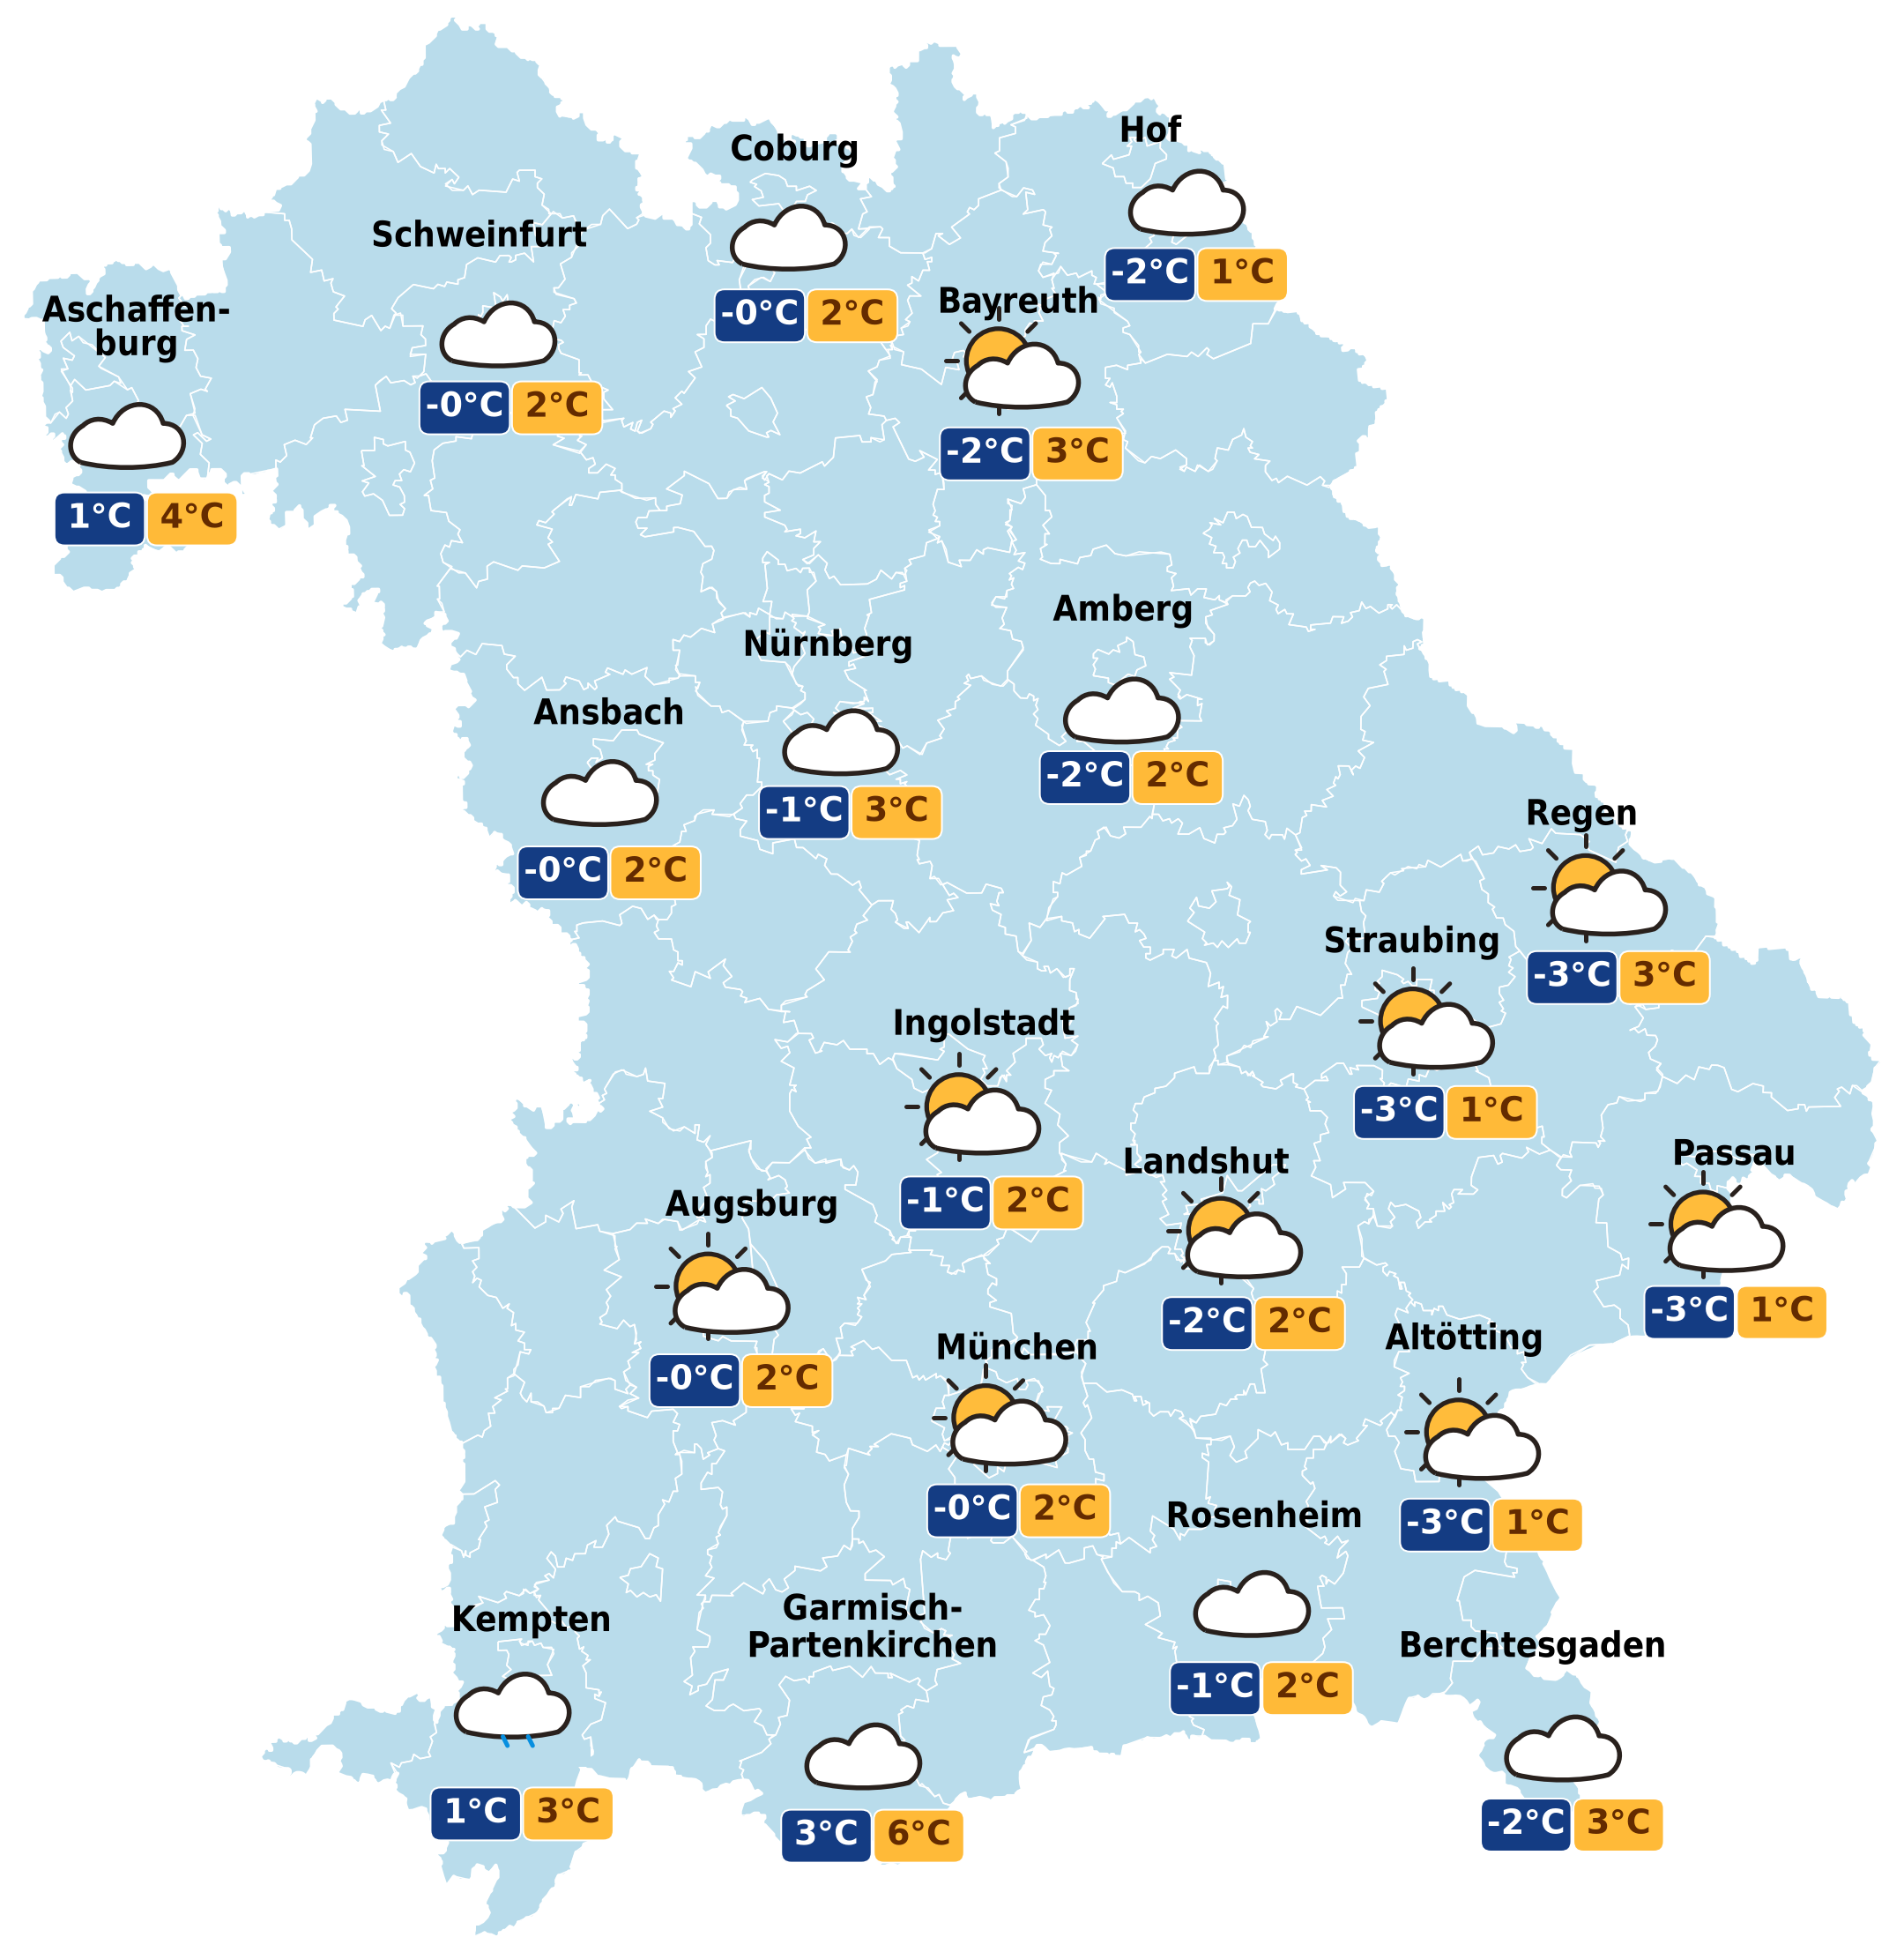 Coburg
-0°C 2°C
Hof
-2°C 1°C
Schweinfurt
-0°C 2°C
Aschaffen-
burg
1°C 4°C
Bayreuth
-2°C 3°C
Amberg
-2°C 2°C
Nürnberg
-1°C 3°C
Ansbach
-0°C 2°C
Regen
-3°C 3°C
Straubing
-3°C 1°C
Ingolstadt
-1°C 2°C
Landshut
-2°C 2°C
Passau
-3°C 1°C
Augsburg
-0°C 2°C
München
-0°C 2°C
Altötting
-3°C 1°C
Rosenheim
-1°C 2°C
Kempten
1°C 3°C
Garmisch-
Partenkirchen
3°C 6°C
Berchtesgaden
-2°C 3°C